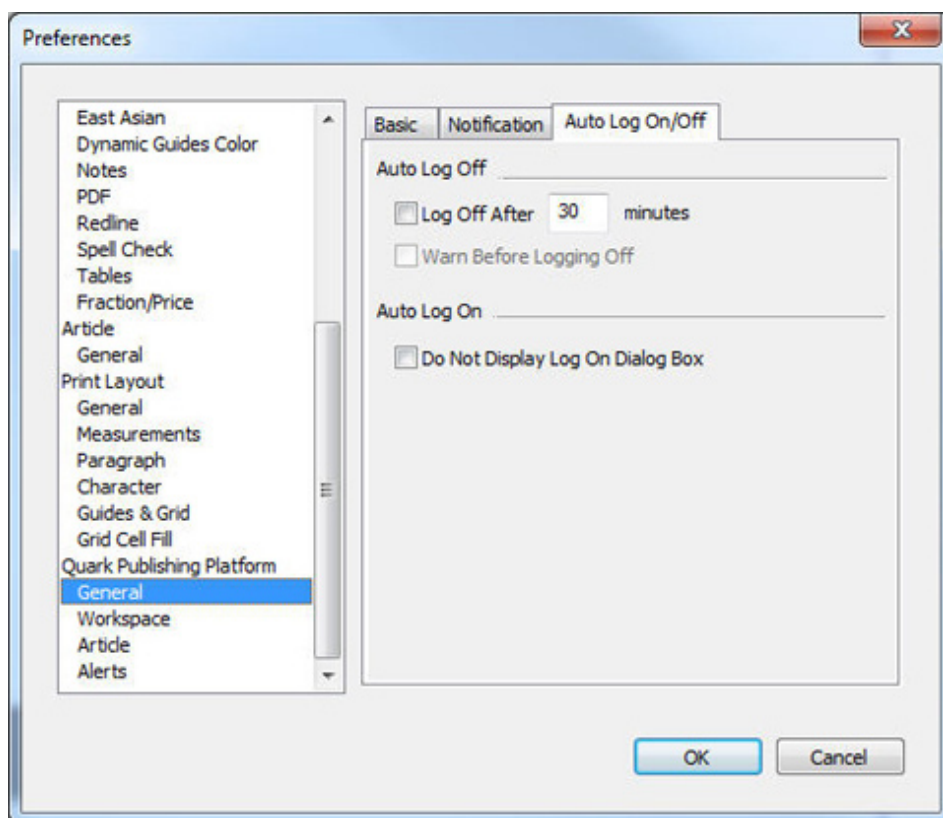 Preferences
East Asian
Dynamic Guides Color
Notes
PDF
Redline
Spell Check
Tables
Fraction/Price
Article
General
Print Layout
General
Measurements
Paragraph
Character
Guides & Grid
Grid Cell Fill
Quark Publishing Platform
General
Workspace
Article
Alerts
Basic Notification Auto Log On/Off
Auto Log Off
Log Off After 30 minutes
Warn Before Logging Off
Auto Log On
Do Not Display Log On Dialog Box
OK Cancel